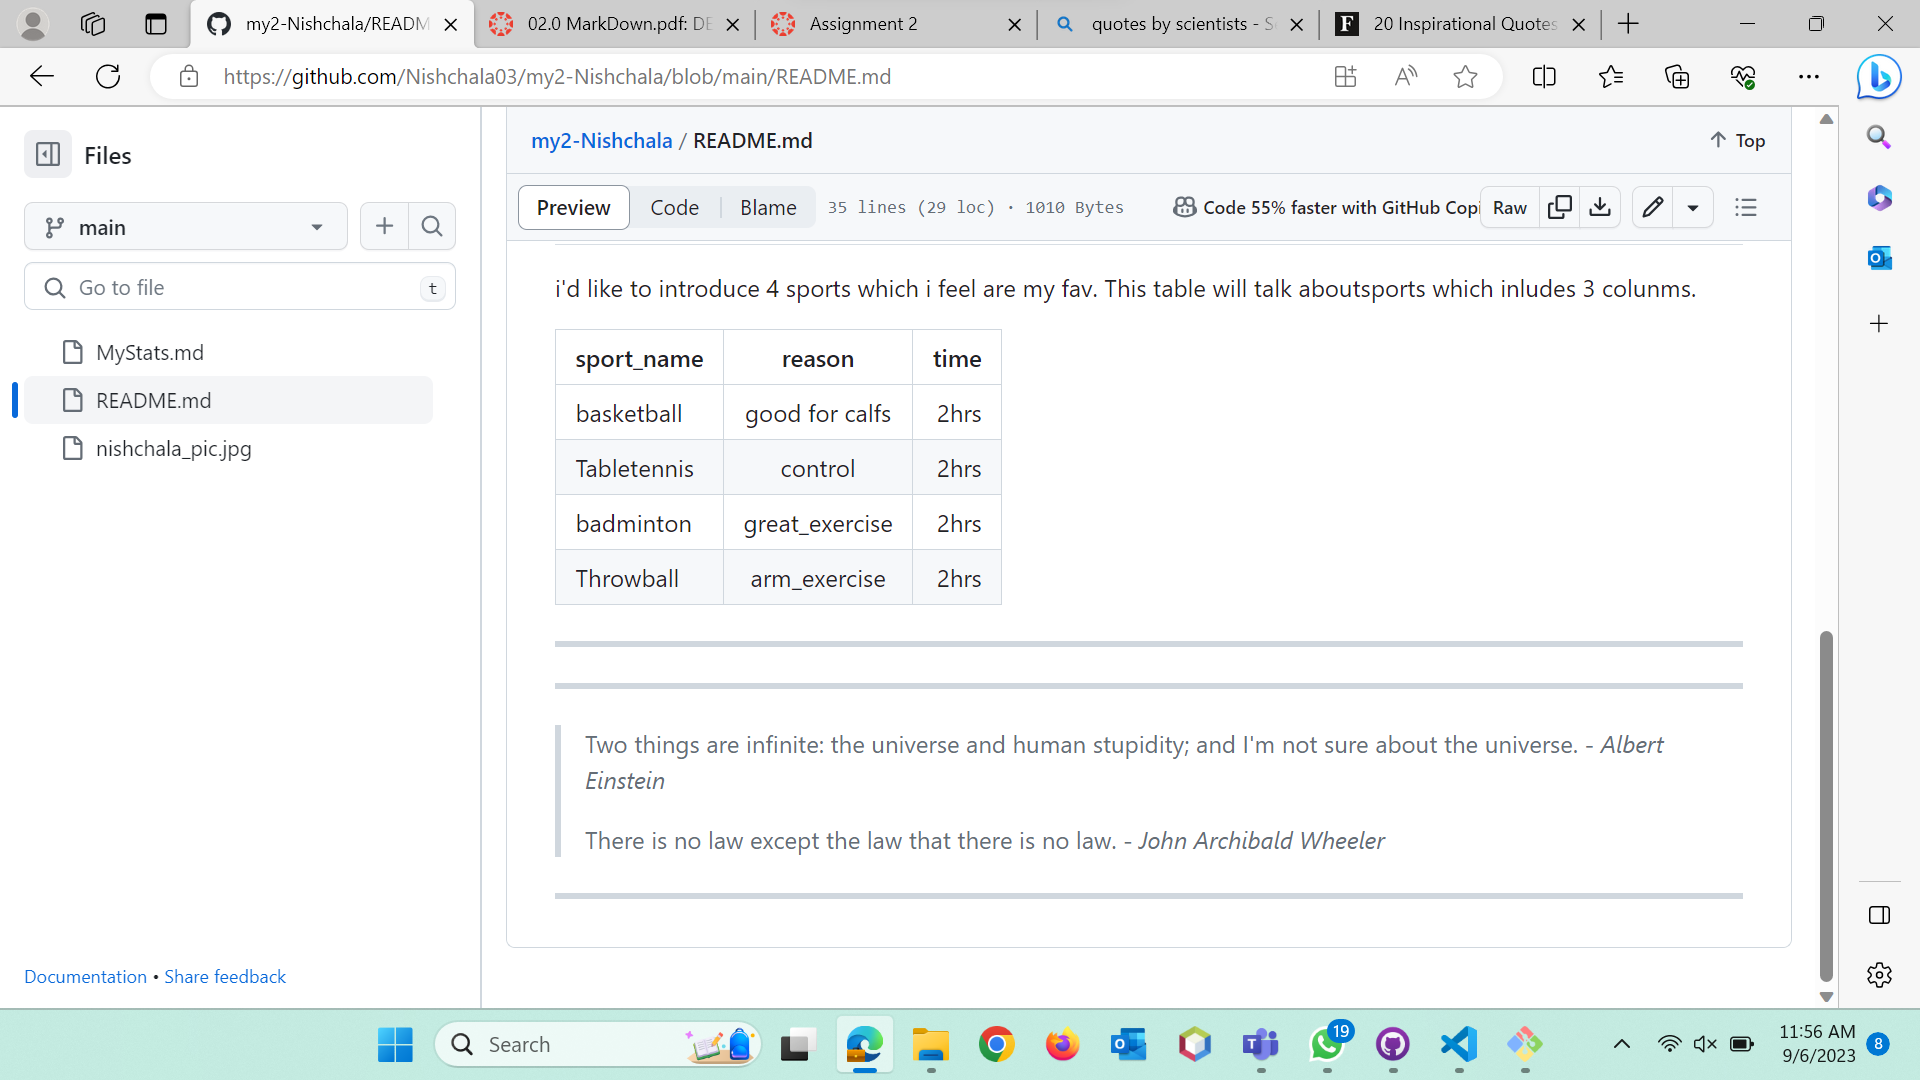 my2-Nishchala/READM
02.0 MarkDown.pdf: DE
Assignment 2
quotes by scientists - Se
20 Inspirational Quotes
https://github.com/Nishchala03/my2-Nishchala/blob/main/README.md
Files
my2-Nishchala / README.md
Top
main
Preview Code Blame 35 lines (29 loc) · 1010 Bytes
Code 55% faster with GitHub Copi
Raw
Go to file
t
MyStats.md
README.md
nishchala_pic.jpg
i'd like to introduce 4 sports which i feel are my fav. This table will talk aboutsports which inludes 3 colunms.
sport_name reason time
basketball good for calfs 2hrs
Tabletennis control 2hrs
badminton great_exercise 2hrs
Throwball arm_exercise 2hrs
Two things are infinite: the universe and human stupidity; and I'm not sure about the universe. - Albert
Einstein
There is no law except the law that there is no law. - John Archibald Wheeler
Documentation • Share feedback
Search
19
11:56 AM
9/6/2023
8